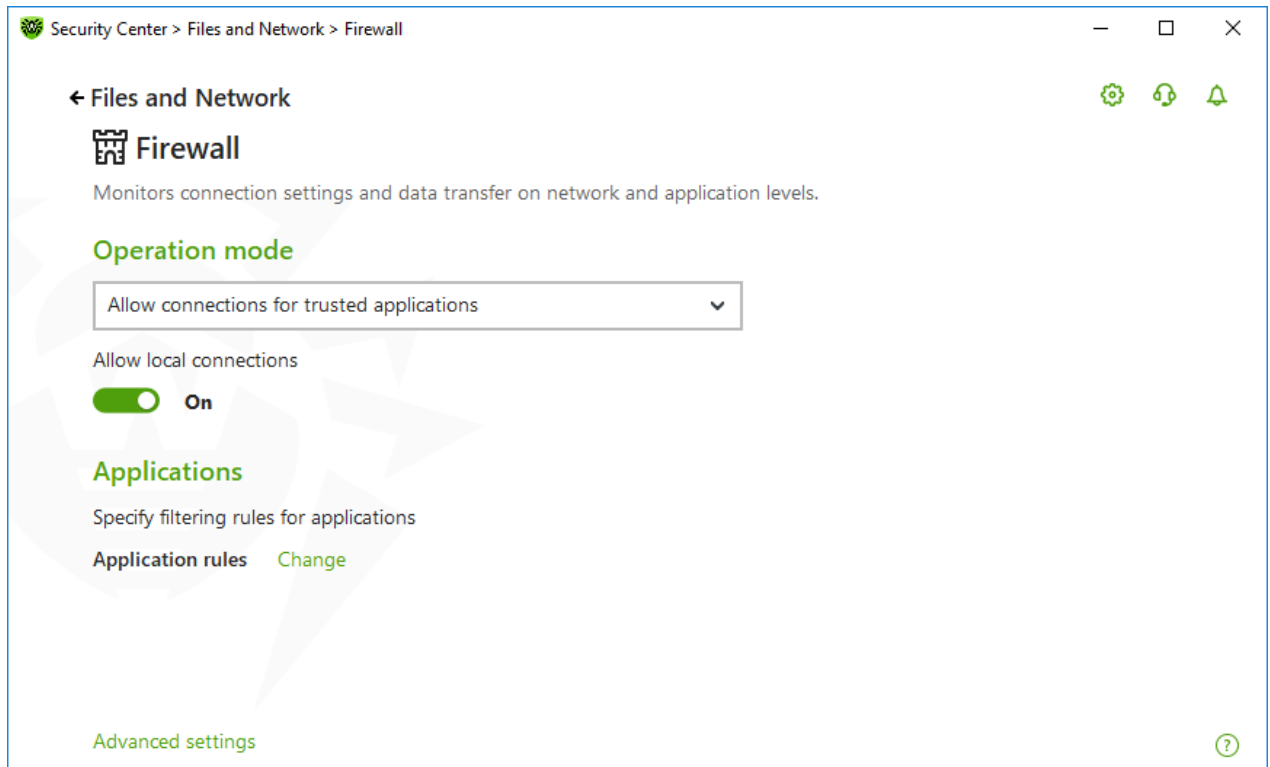 Security Center > Files and Network > Firewall
Files and Network
Firewall
Monitors connection settings and data transfer on network and application levels.
Operation mode
Allow connections for trusted applications
Allow local connections
On
Applications
Specify filtering rules for applications
Application rules Change
Advanced settings
?